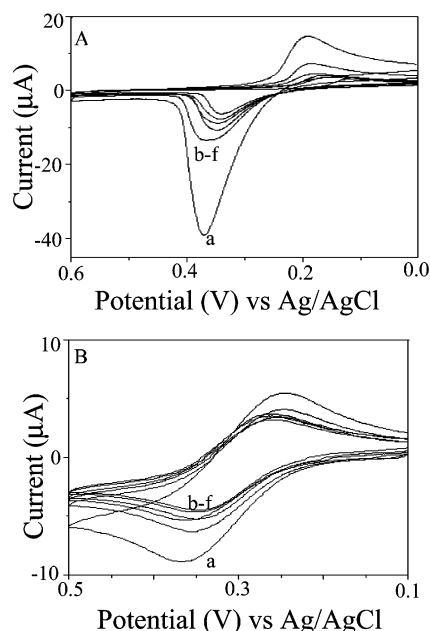 20
A
0
Current (µA)
b-f
-20
a
-40
0.6 0.4 0.2 0.0
Potential (V) vs Ag/AgCl
10
B
Current (µA)
0
b-f
a
-10
0.5 0.3 0.1
Potential (V) vs Ag/AgCl